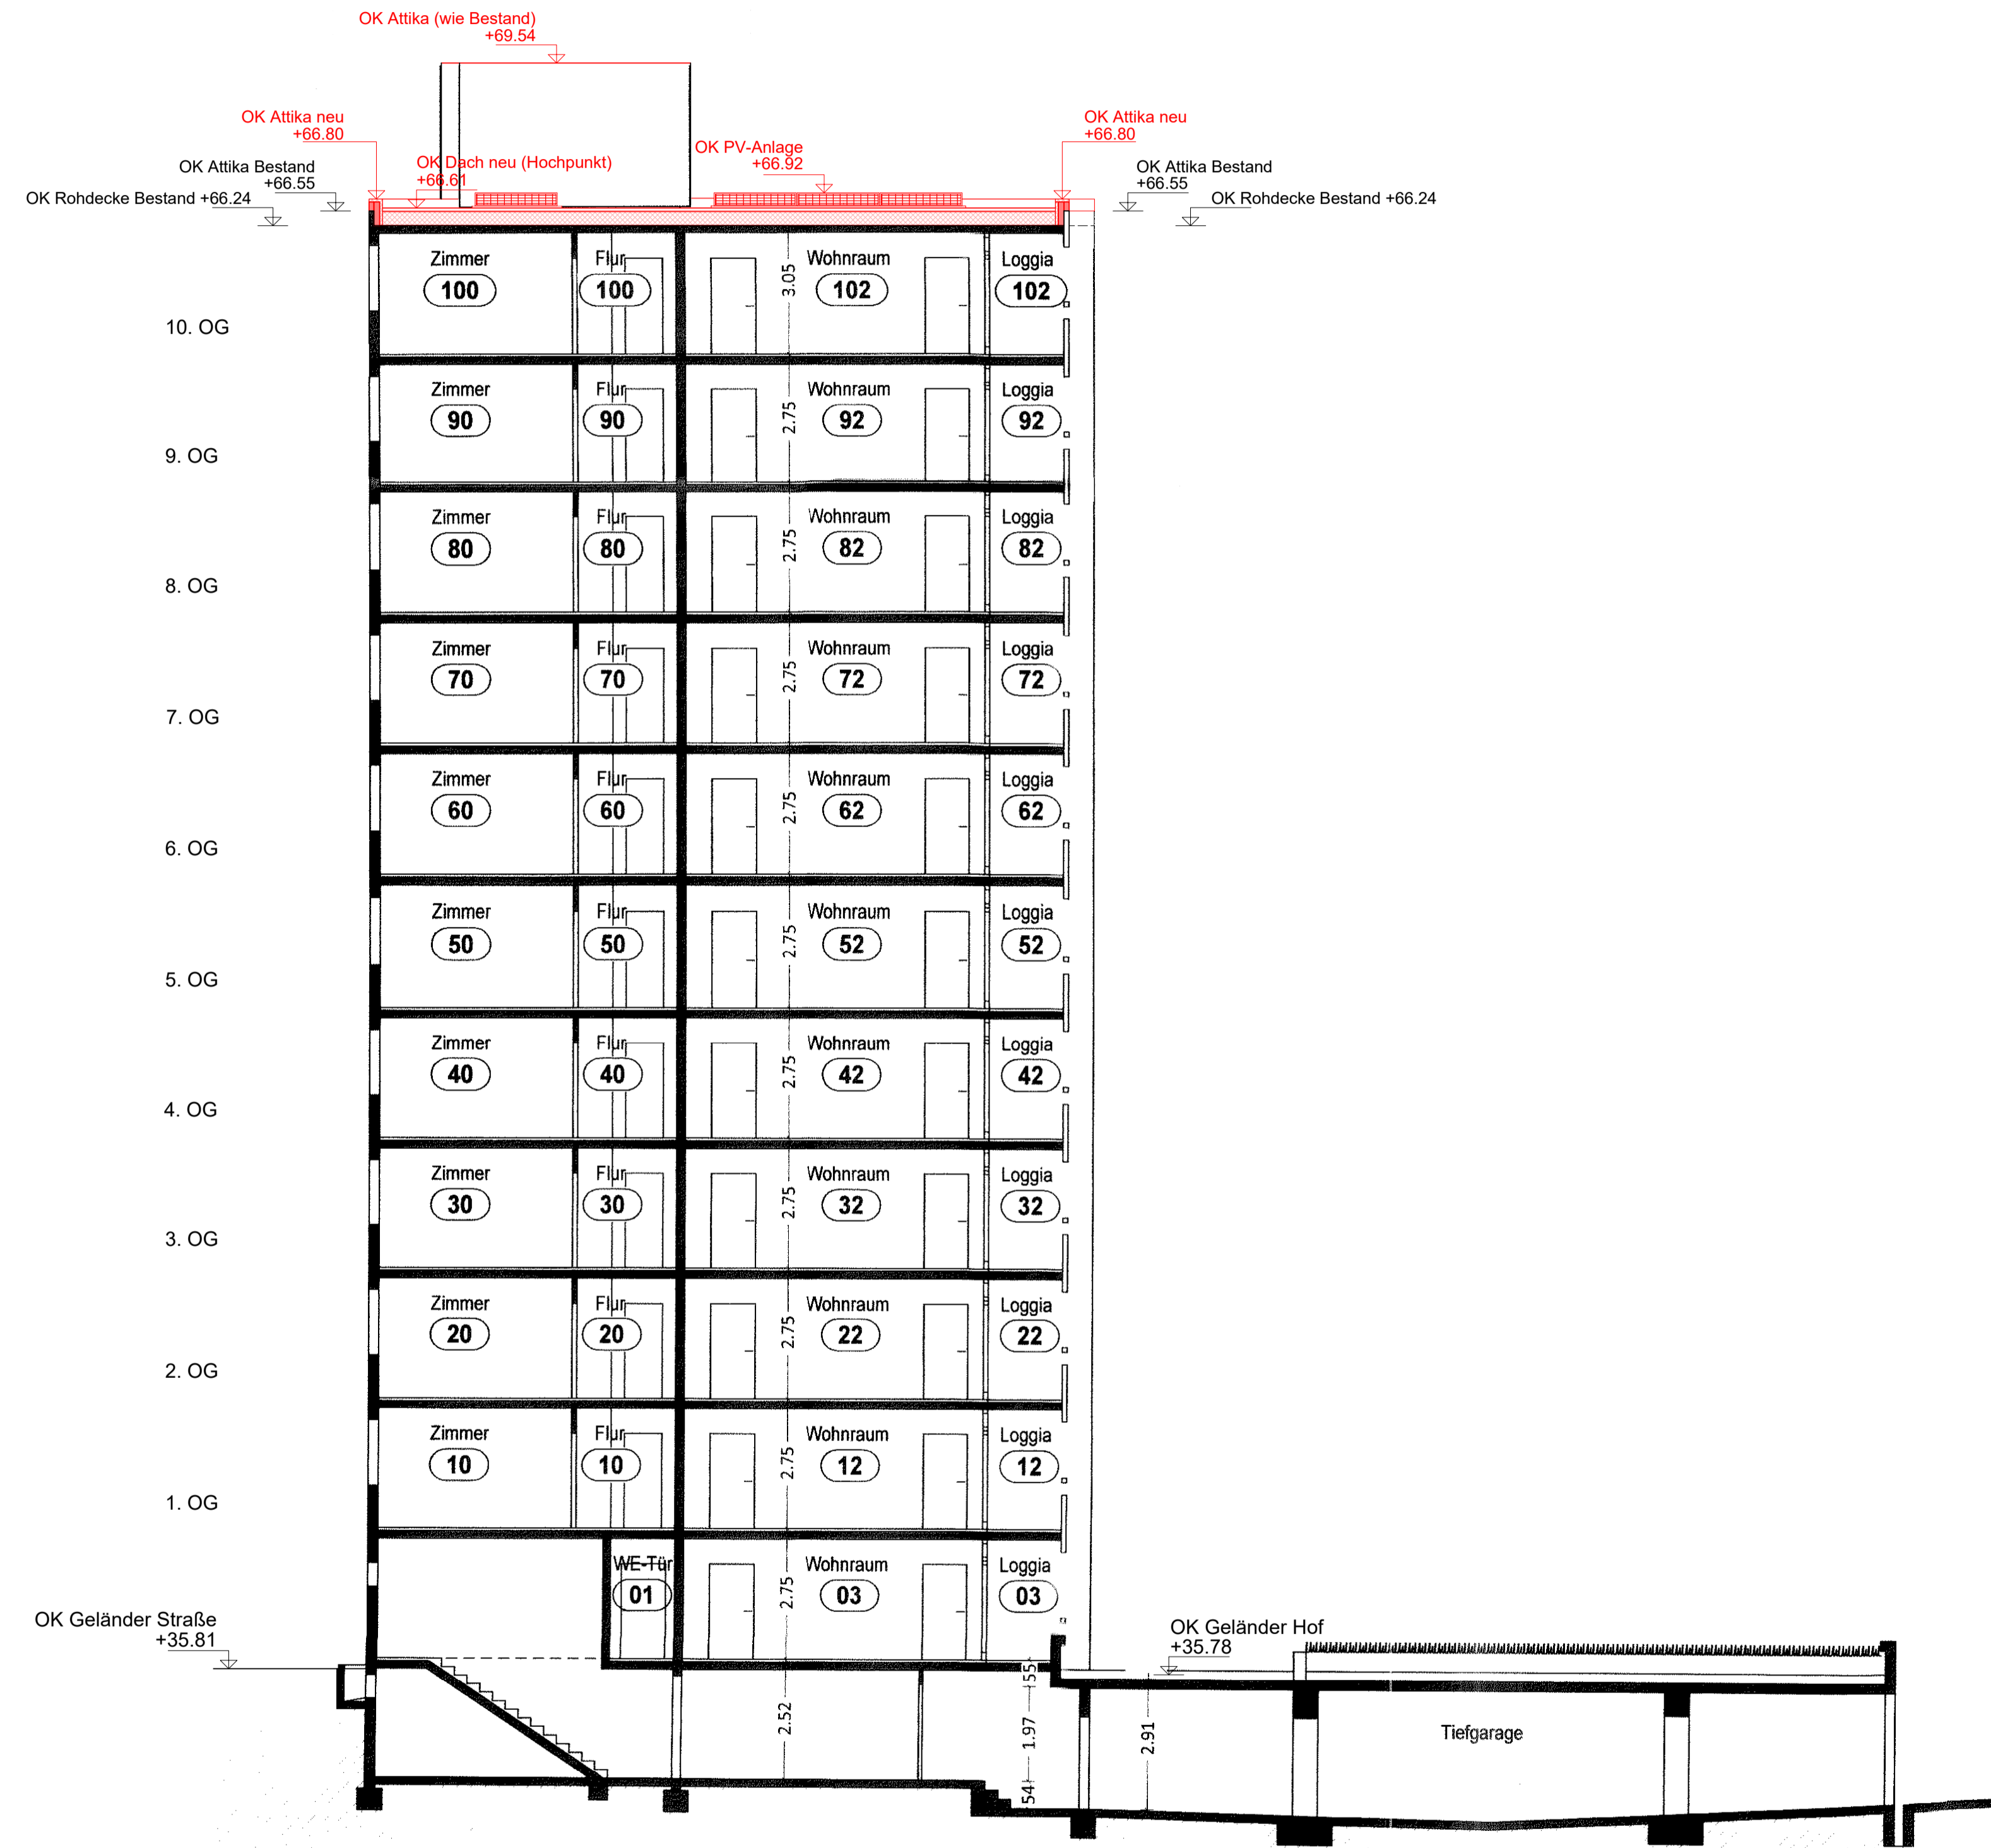 OK Attika (wie Bestand)
+69.54
OK Attika neu
+66.80
OK Attika neu
+66.80
OK PV-Anlage
+66.92
OK Dach neu (Hochpunkt)
+66.61
OK Attika Bestand
+66.55
OK Attika Bestand
+66.55
OK Rohdecke Bestand +66.24
OK Rohdecke Bestand +66.24
10. OG
Zimmer
100
Flur
100
3.05
Wohnraum
102
Loggia
102
9. OG
Zimmer
90
Flur
90
2.75
Wohnraum
92
Loggia
92
8. OG
Zimmer
80
Flur
80
2.75
Wohnraum
82
Loggia
82
7. OG
Zimmer
70
Flur
70
2.75
Wohnraum
72
Loggia
72
6. OG
Zimmer
60
Flur
60
2.75
Wohnraum
62
Loggia
62
5. OG
Zimmer
50
Flur
50
2.75
Wohnraum
52
Loggia
52
4. OG
Zimmer
40
Flur
40
2.75
Wohnraum
42
Loggia
42
3. OG
Zimmer
30
Flur
30
2.75
Wohnraum
32
Loggia
32
2. OG
Zimmer
20
Flur
20
2.75
Wohnraum
22
Loggia
22
1. OG
Zimmer
10
Flur
10
2.75
Wohnraum
12
Loggia
12
WE-Tür
01
2.75
Wohnraum
03
Loggia
03
OK Geländer Straße
+35.81
OK Geländer Hof
+35.78
2.52
55
1.97
54
2.91
Tiefgarage